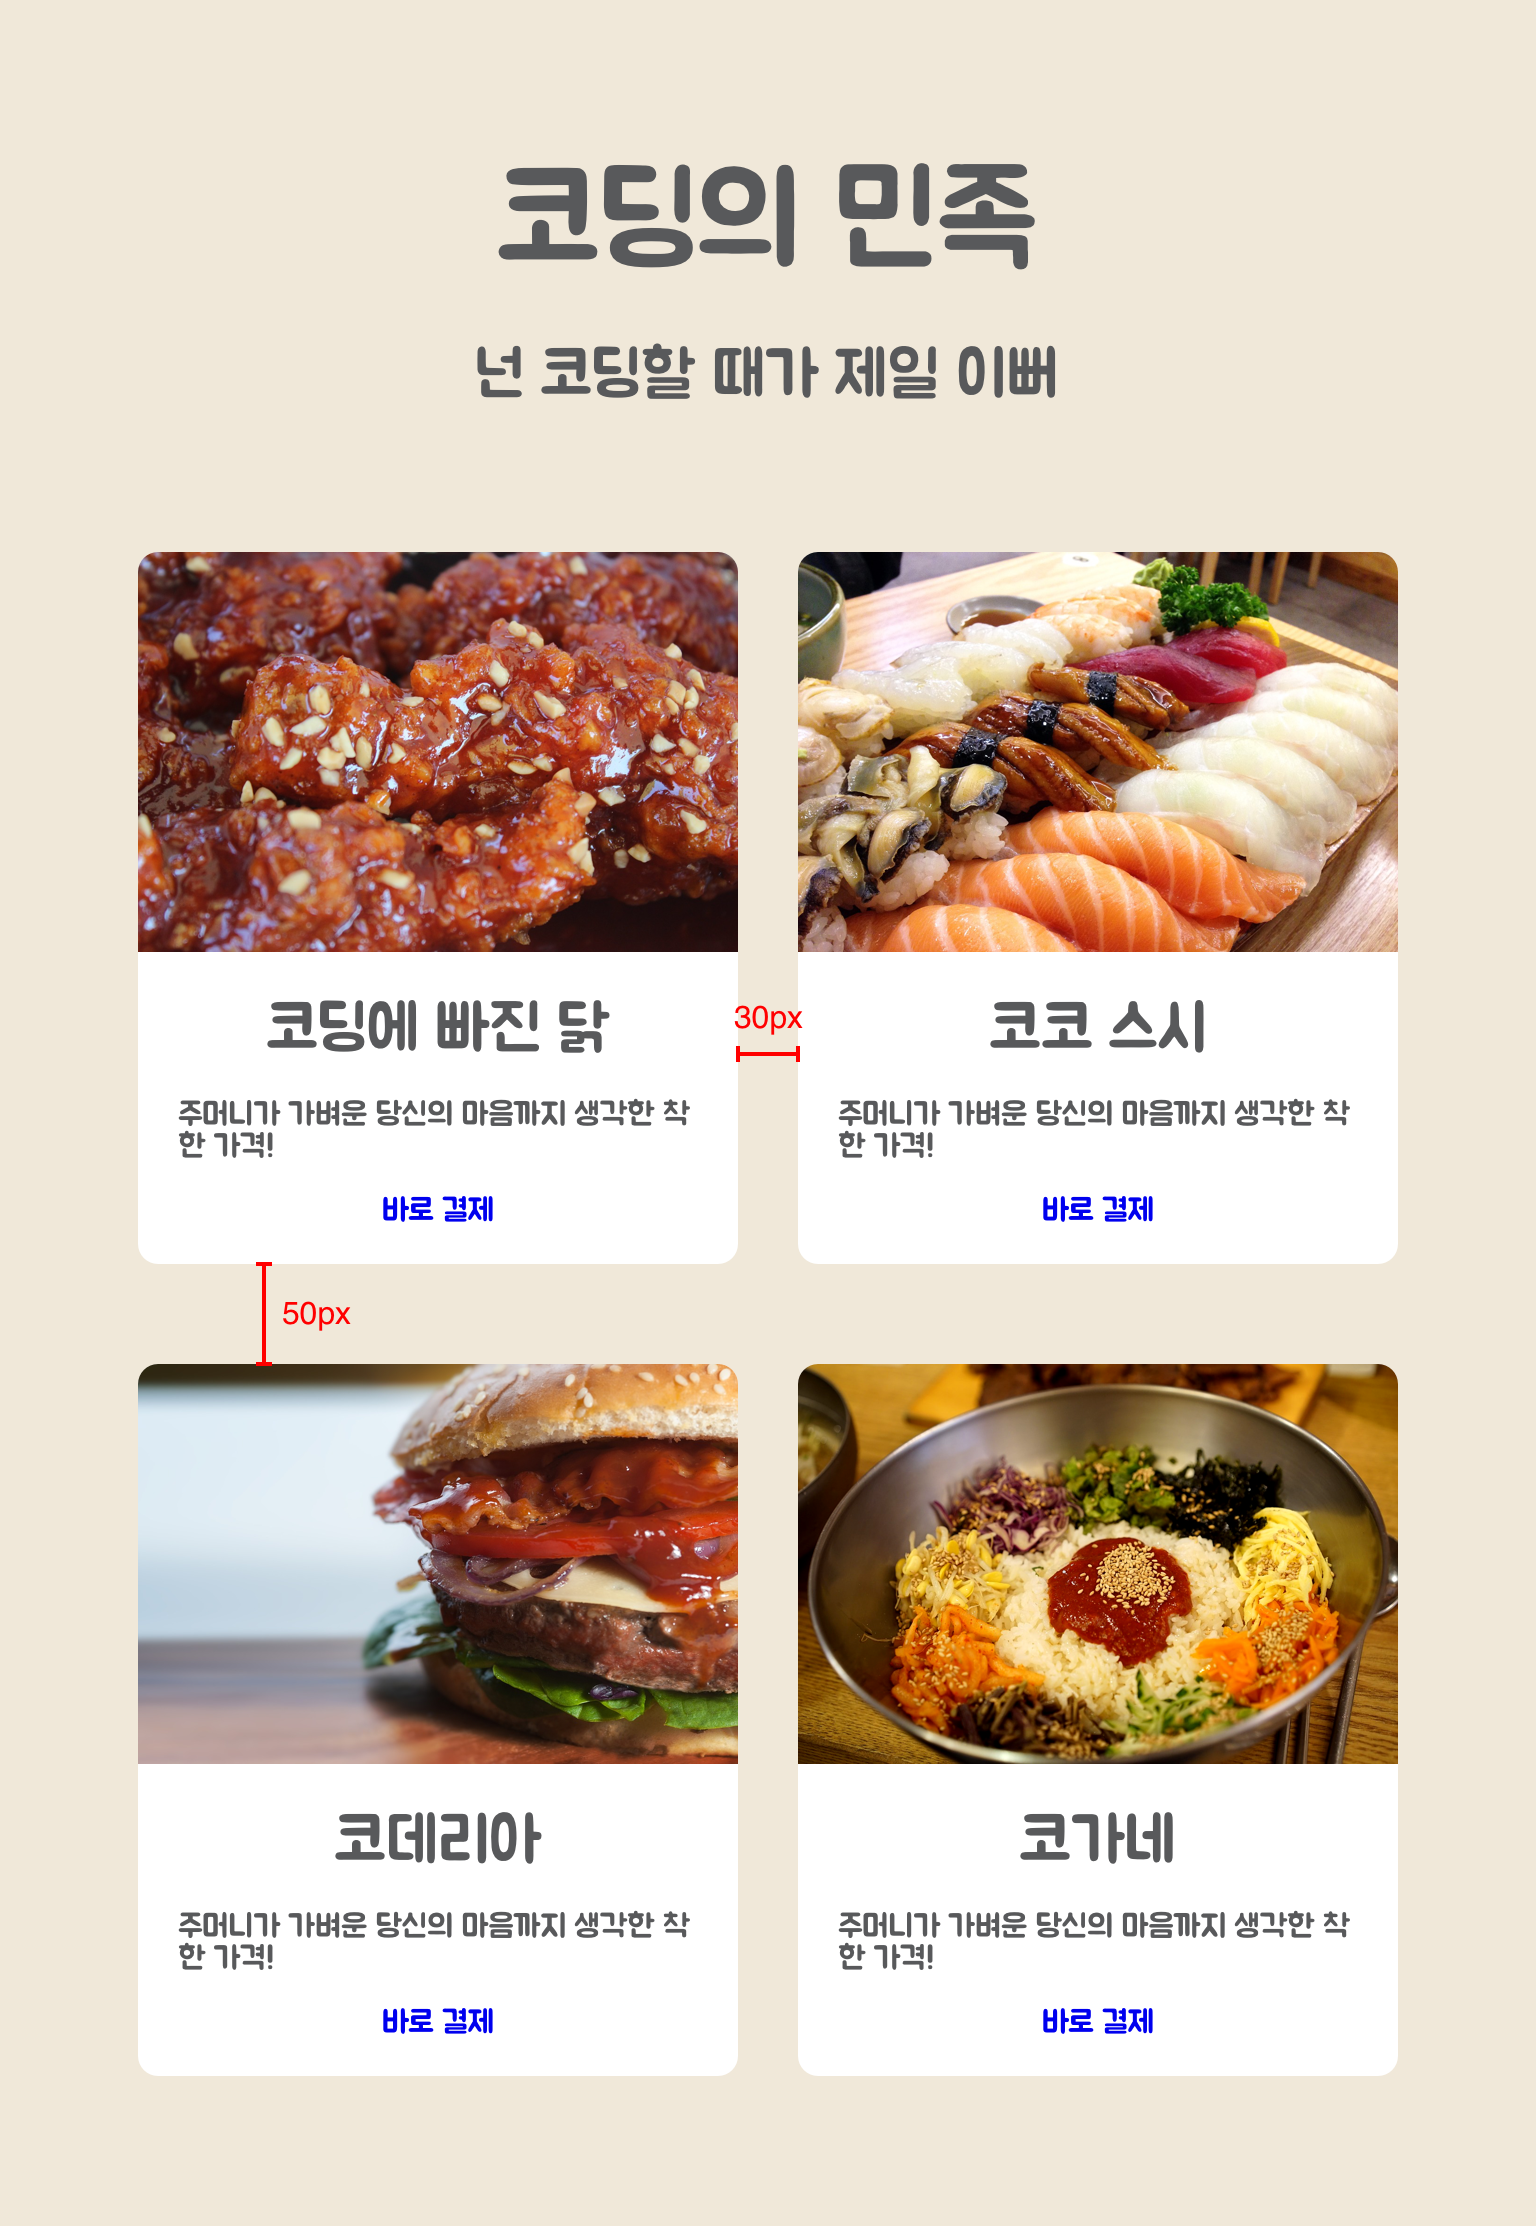 코딩의 민족
넌 코딩할 때가 제일 이뻐
코딩에 빠진 닭
주머니가 가벼운 당신의 마음까지 생각한 착
한 가격!
바로 결제
30px
코코 스시
주머니가 가벼운 당신의 마음까지 생각한 착
한 가격!
바로 결제
50px
코데리아
주머니가 가벼운 당신의 마음까지 생각한 착
한 가격!
바로 결제
코가네
주머니가 가벼운 당신의 마음까지 생각한 착
한 가격!
바로 결제